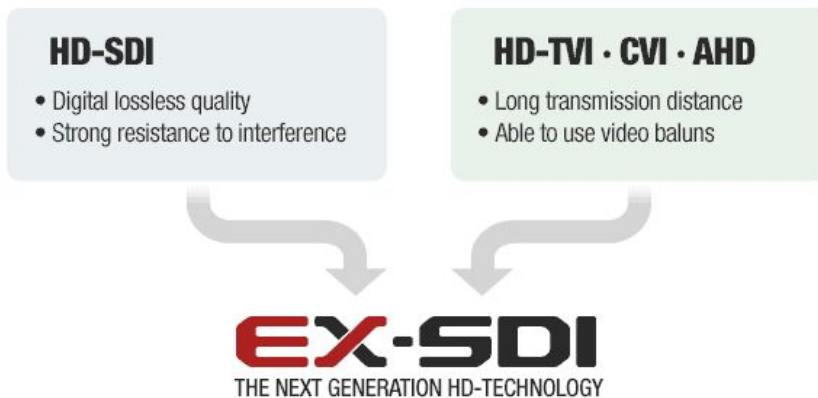 HD-SDI
• Digital lossless quality
• Strong resistance to interference
HD-TVI · CVI · AHD
• Long transmission distance
• Able to use video baluns
EX-SDI
THE NEXT GENERATION HD-TECHNOLOGY